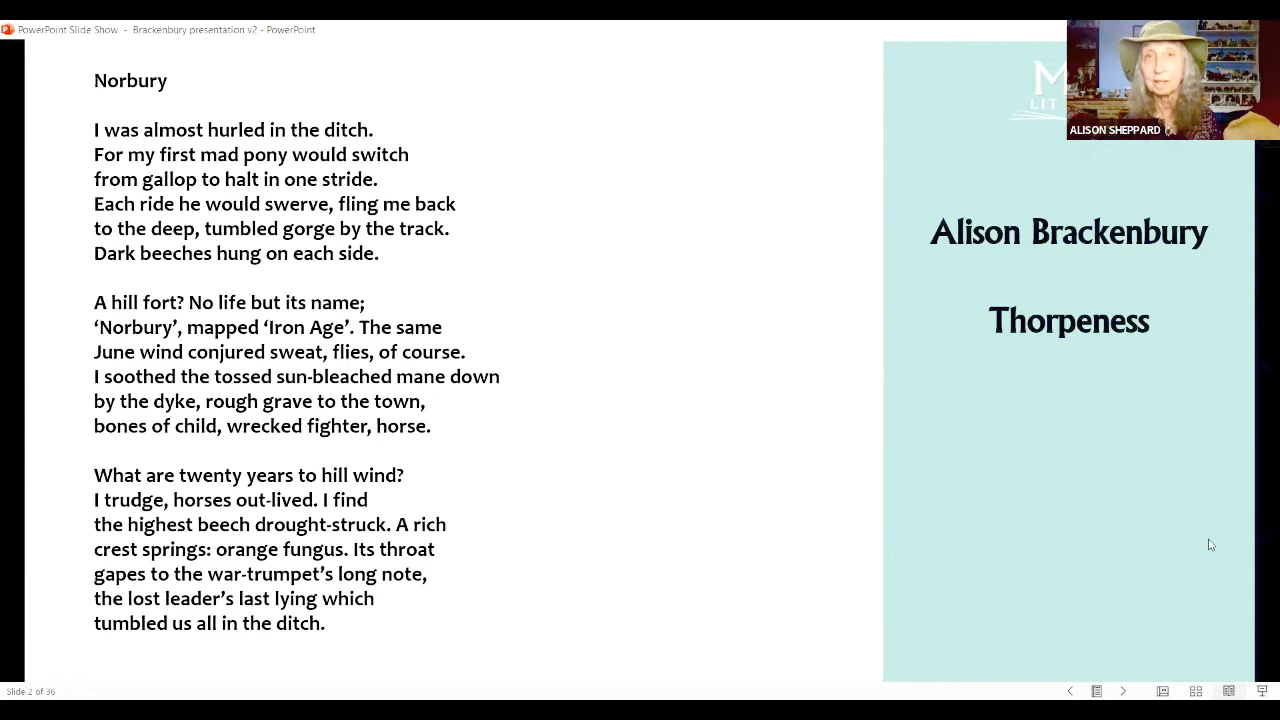 PowerPoint Slide Show - Brackenbury presentation v2 - PowerPoint
Norbury
I was almost hurled in the ditch.
For my first mad pony would switch
from gallop to halt in one stride.
Each ride he would swerve, fling me back
to the deep, tumbled gorge by the track.
Dark beeches hung on each side.
A hill fort? No life but its name;
‘Norbury’, mapped ‘Iron Age’. The same
June wind conjured sweat, flies, of course.
I soothed the tossed sun-bleached mane down
by the dyke, rough grave to the town,
bones of child, wrecked fighter, horse.
What are twenty years to hill wind?
I trudge, horses out-lived. I find
the highest beech drought-struck. A rich
crest springs: orange fungus. Its throat
gapes to the war-trumpet’s long note,
the lost leader’s last lying which
tumbled us all in the ditch.
ALISON SHEPPARD
Alison Brackenbury
Thorpeness
Slide 2 of 36